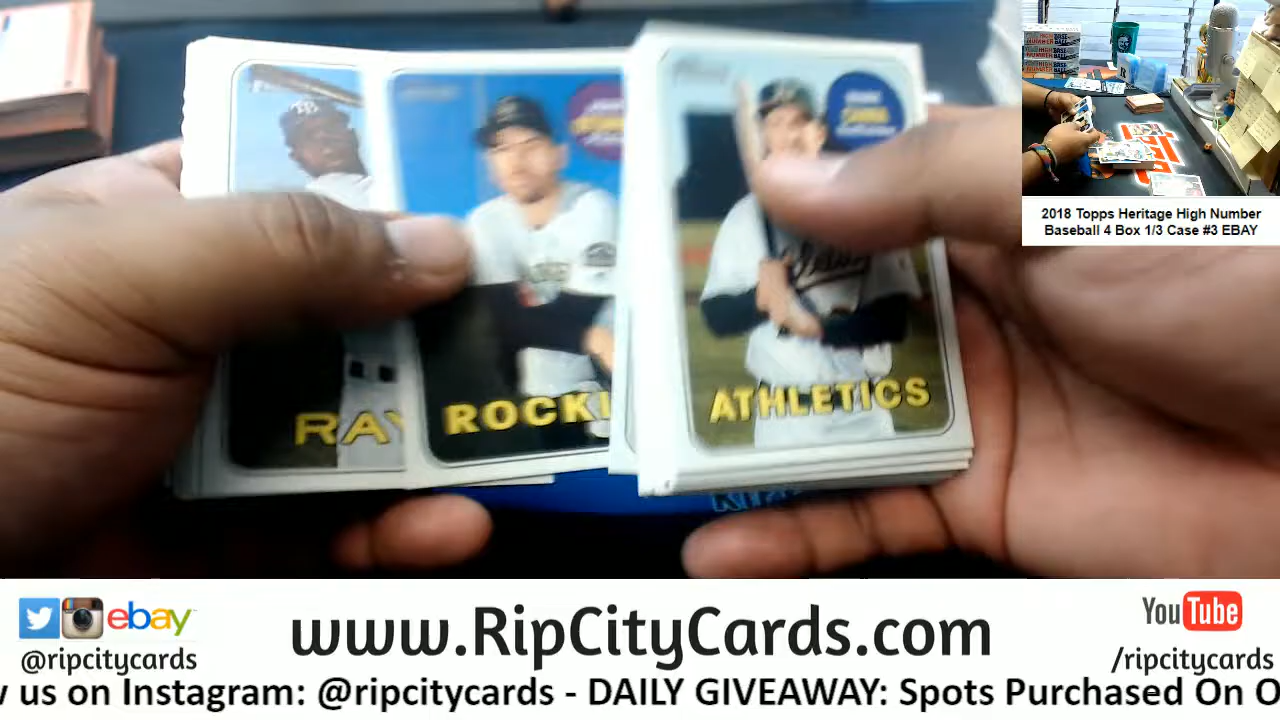 RAY
ROCKI
ATHLETICS
2018 Topps Heritage High Number
Baseball 4 Box 1/3 Case #3 EBAY
ebay
@ripcitycards
www.RipCityCards.com
YouTube
/ripcitycards
w us on Instagram: @ripcitycards - DAILY GIVEAWAY: Spots Purchased On O